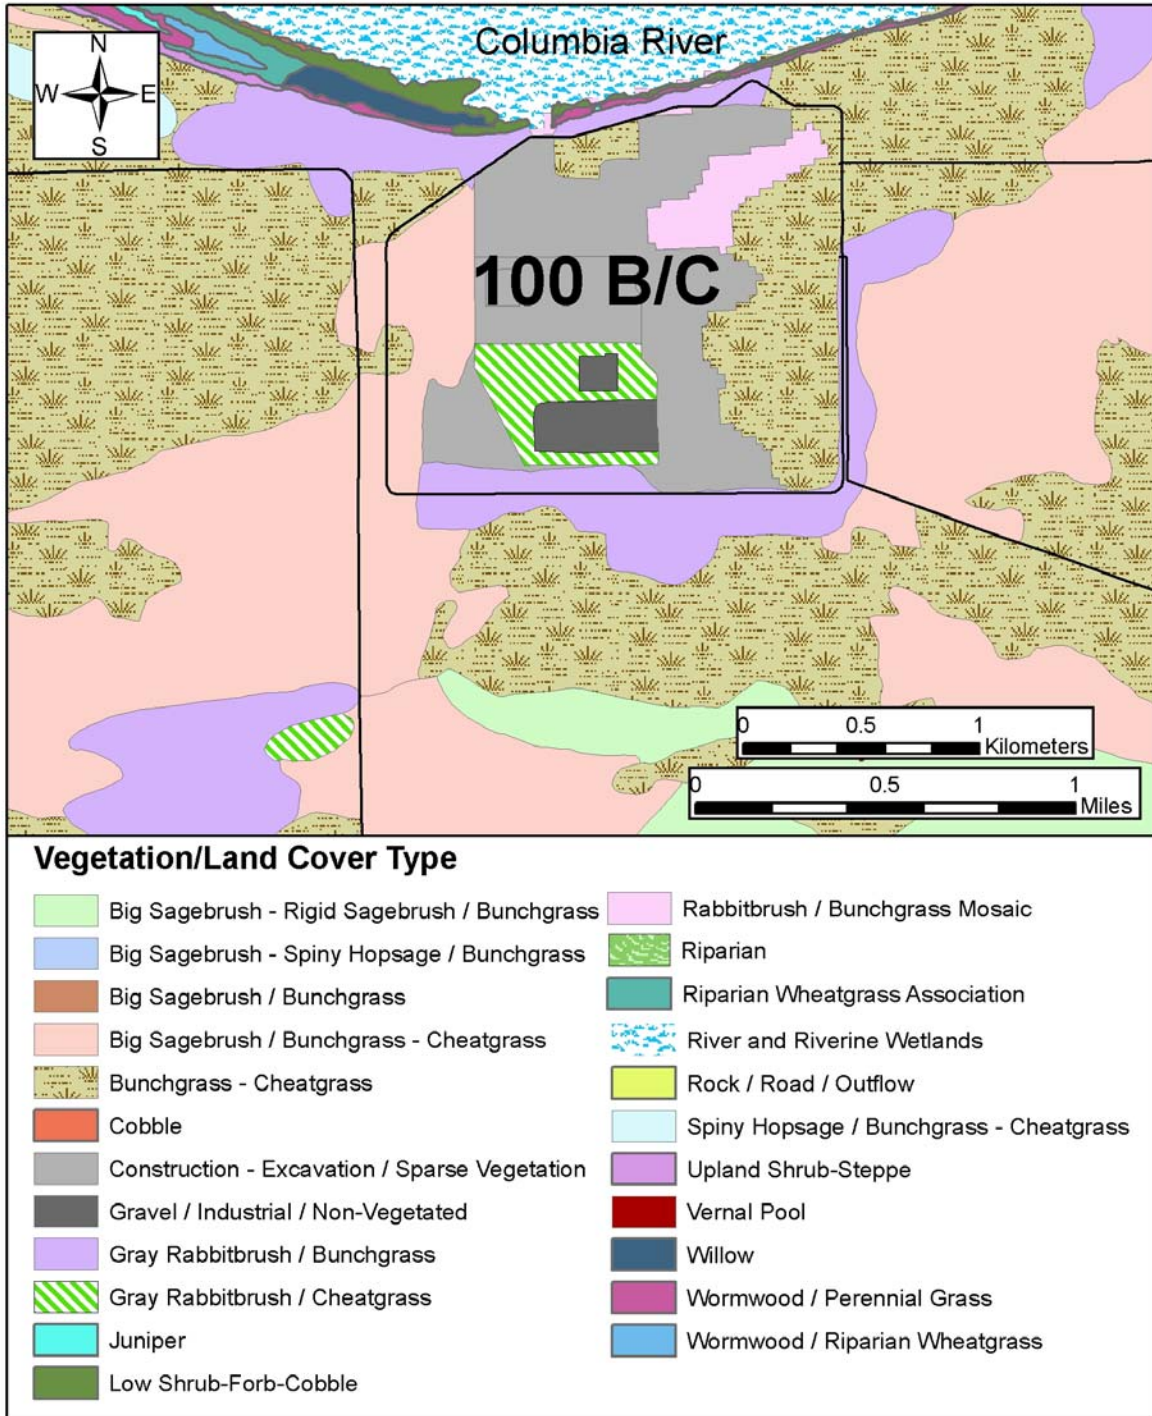 Columbia River
N
W E
S
100 B/C
0 0.5 1
Kilometers
0 0.5 1
Miles
Vegetation/Land Cover Type
Big Sagebrush - Rigid Sagebrush / Bunchgrass
Big Sagebrush - Spiny Hopsage / Bunchgrass
Big Sagebrush / Bunchgrass
Big Sagebrush / Bunchgrass - Cheatgrass
Bunchgrass - Cheatgrass
Cobble
Construction - Excavation / Sparse Vegetation
Gravel / Industrial / Non-Vegetated
Gray Rabbitbrush / Bunchgrass
Gray Rabbitbrush / Cheatgrass
Juniper
Low Shrub-Forb-Cobble
Rabbitbrush / Bunchgrass Mosaic
Riparian
Riparian Wheatgrass Association
River and Riverine Wetlands
Rock / Road / Outflow
Spiny Hopsage / Bunchgrass - Cheatgrass
Upland Shrub-Steppe
Vernal Pool
Willow
Wormwood / Perennial Grass
Wormwood / Riparian Wheatgrass